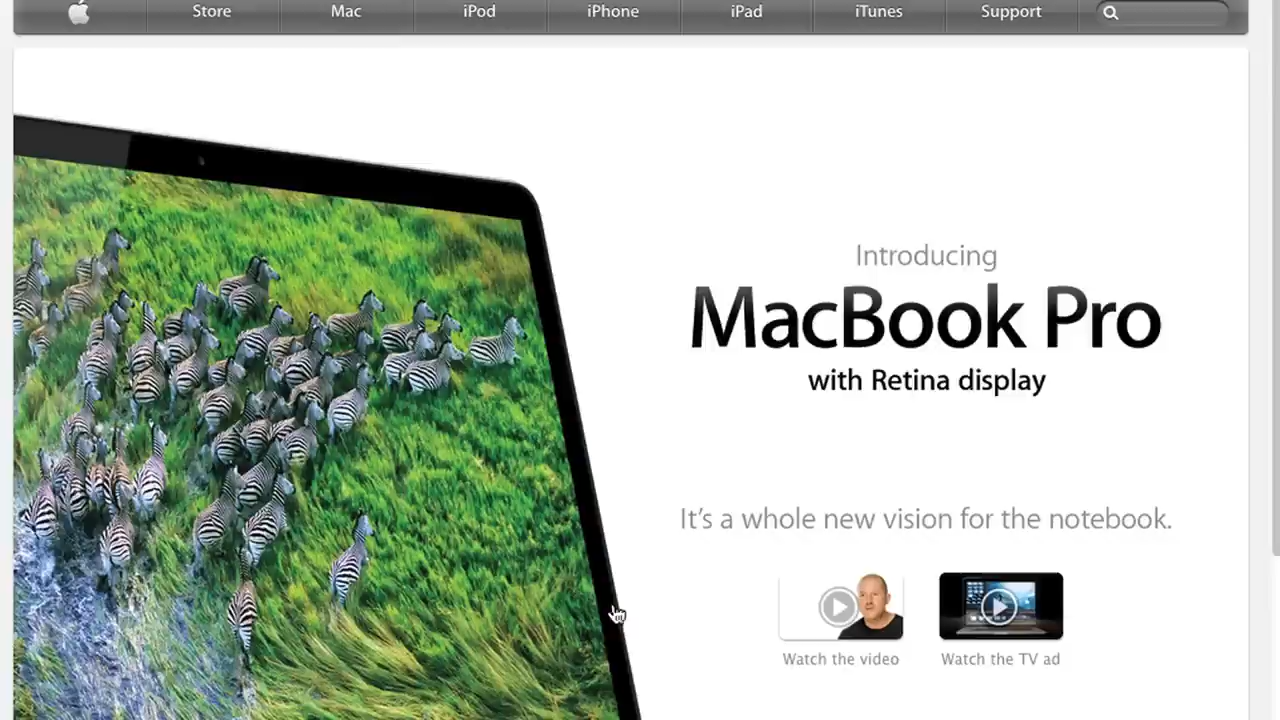 Store Mac iPod iPhone iPad iTunes Support
Introducing
MacBook Pro
with Retina display
It's a whole new vision for the notebook.
Watch the video Watch the TV ad